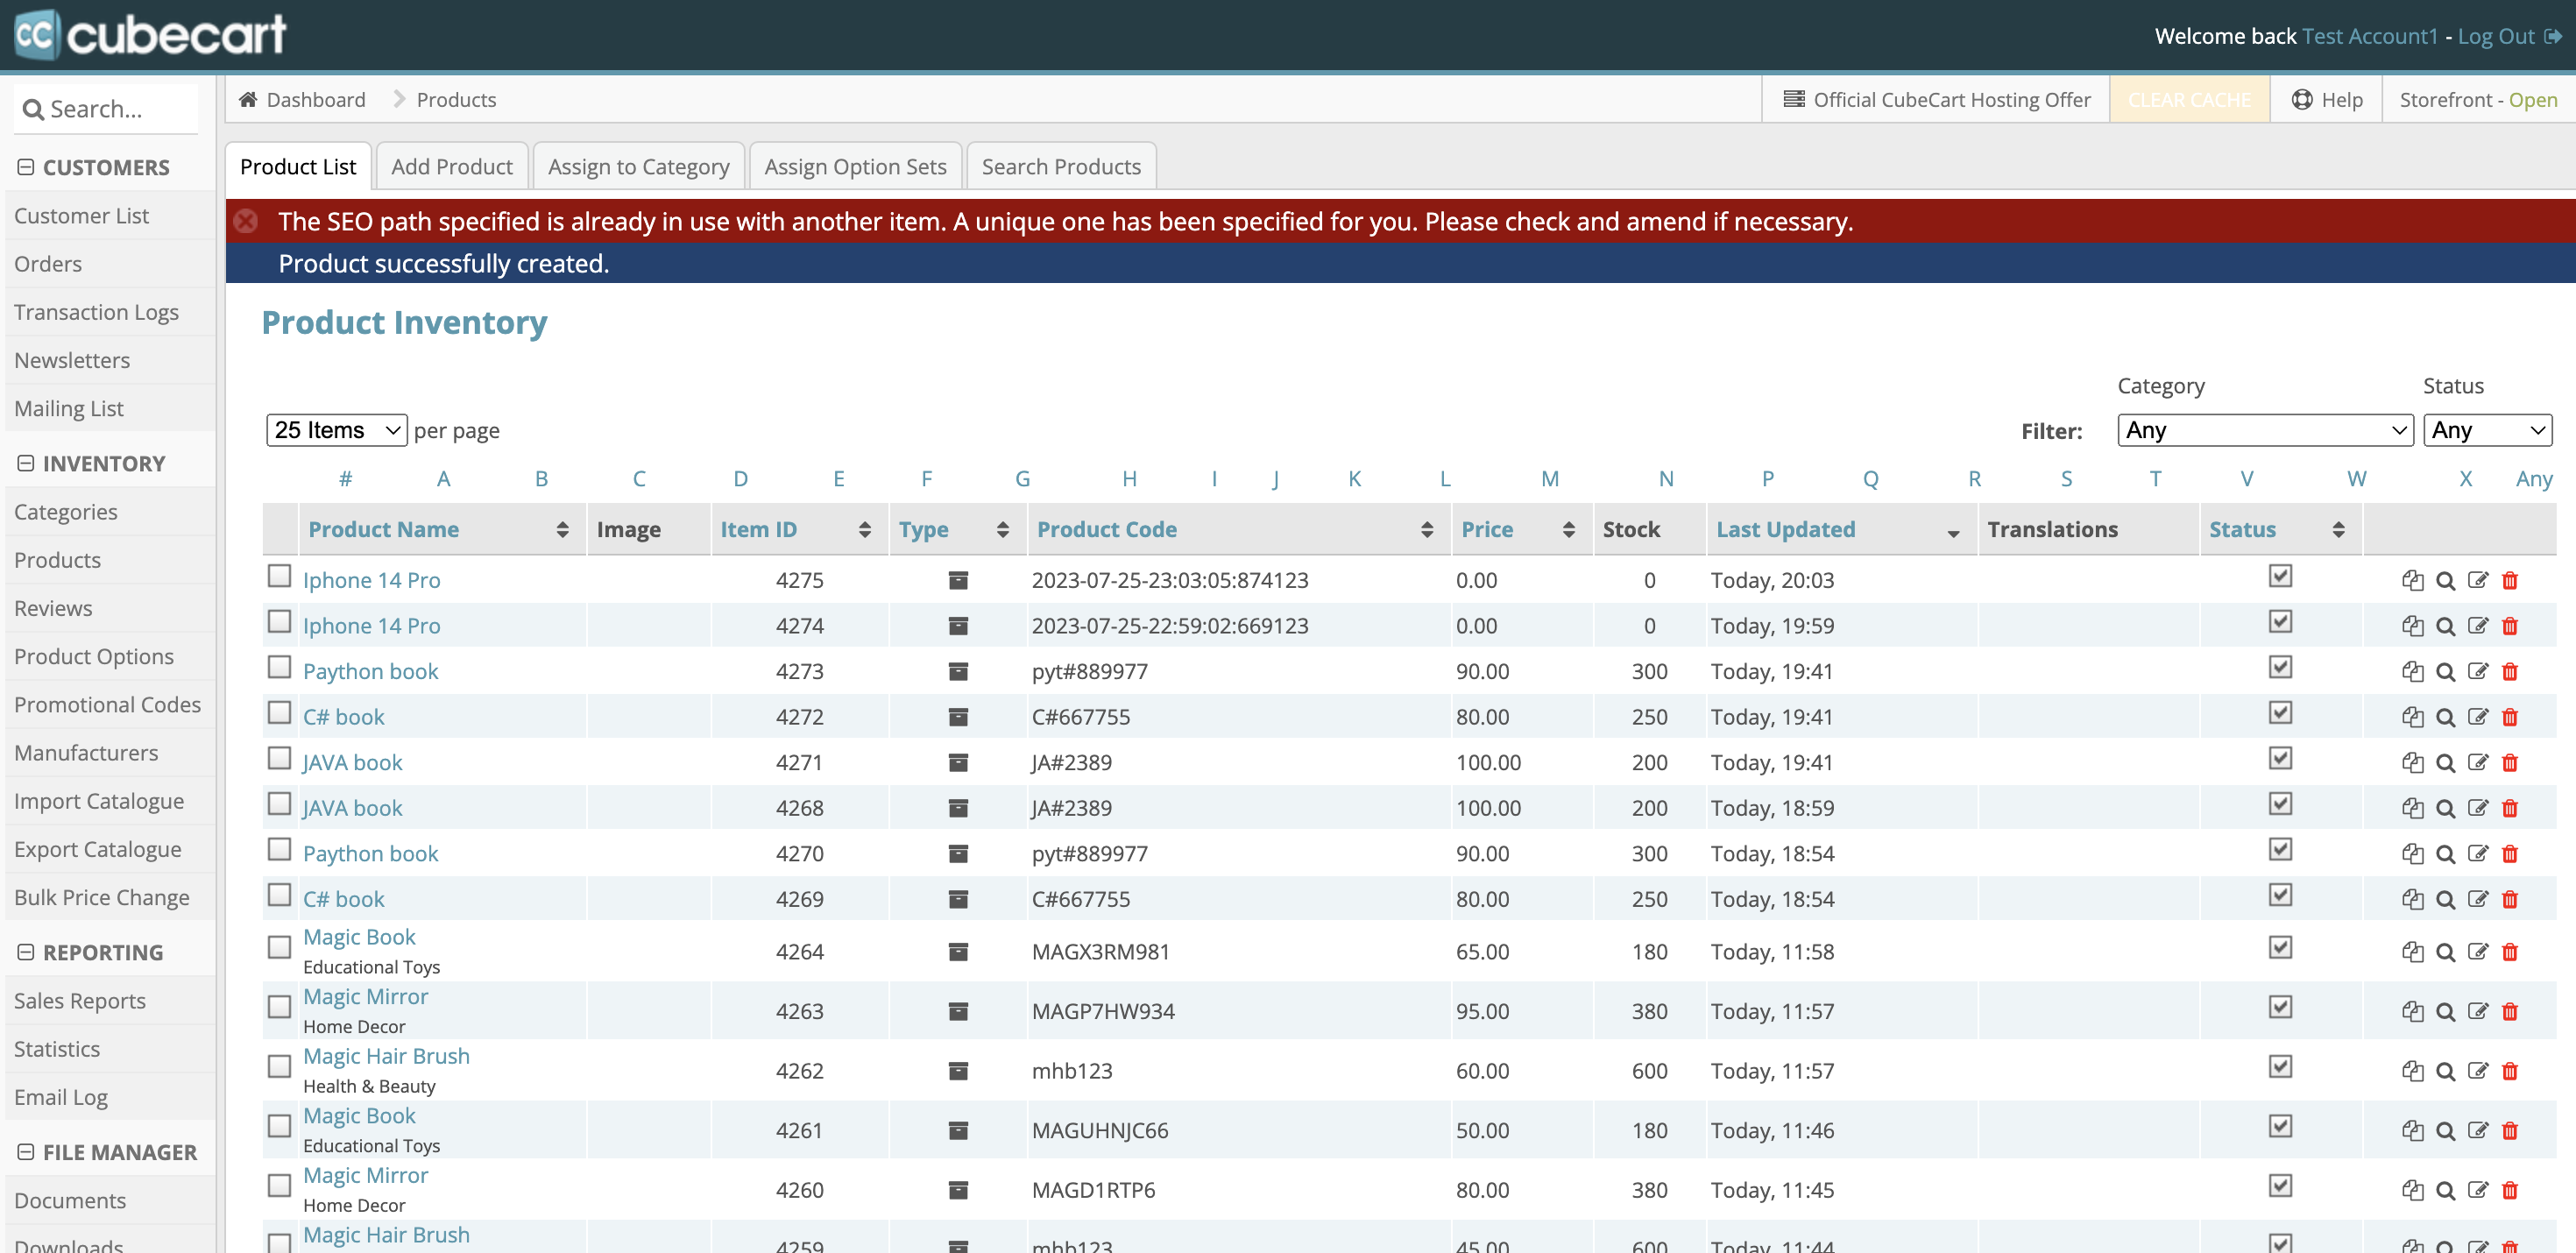 cc cubecart
Welcome back Test Account1 - Log Out
Search...
Dashboard Products
Official CubeCart Hosting Offer CLEAR CACHE Help Storefront - Open
CUSTOMERS
Customer List
Orders
Transaction Logs
Newsletters
Mailing List
INVENTORY
Categories
Products
Reviews
Product Options
Promotional Codes
Manufacturers
Import Catalogue
Export Catalogue
Bulk Price Change
REPORTING
Sales Reports
Statistics
Email Log
FILE MANAGER
Documents
Downloads
Product List Add Product Assign to Category Assign Option Sets Search Products
The SEO path specified is already in use with another item. A unique one has been specified for you. Please check and amend if necessary.
Product successfully created.
Product Inventory
Category Status
25 Items per page Filter: Any Any
# A B C D E F G H I J K L M N P Q R S T V W X Any
Product Name Image Item ID Type Product Code Price Stock Last Updated Translations Status
Iphone 14 Pro 4275 2023-07-25-23:03:05:874123 0.00 0 Today, 20:03
Iphone 14 Pro 4274 2023-07-25-22:59:02:669123 0.00 0 Today, 19:59
Paython book 4273 pyt#889977 90.00 300 Today, 19:41
C# book 4272 C#667755 80.00 250 Today, 19:41
JAVA book 4271 JA#2389 100.00 200 Today, 19:41
JAVA book 4268 JA#2389 100.00 200 Today, 18:59
Paython book 4270 pyt#889977 90.00 300 Today, 18:54
C# book 4269 C#667755 80.00 250 Today, 18:54
Magic Book 4264 MAGX3RM981 65.00 180 Today, 11:58
Educational Toys
Magic Mirror 4263 MAGP7HW934 95.00 380 Today, 11:57
Home Decor
Magic Hair Brush 4262 mhb123 60.00 600 Today, 11:57
Health & Beauty
Magic Book 4261 MAGUHNJC66 50.00 180 Today, 11:46
Educational Toys
Magic Mirror 4260 MAGD1RTP6 80.00 380 Today, 11:45
Home Decor
Magic Hair Brush 4259 mhb123 45.00 600 Today, 11:44